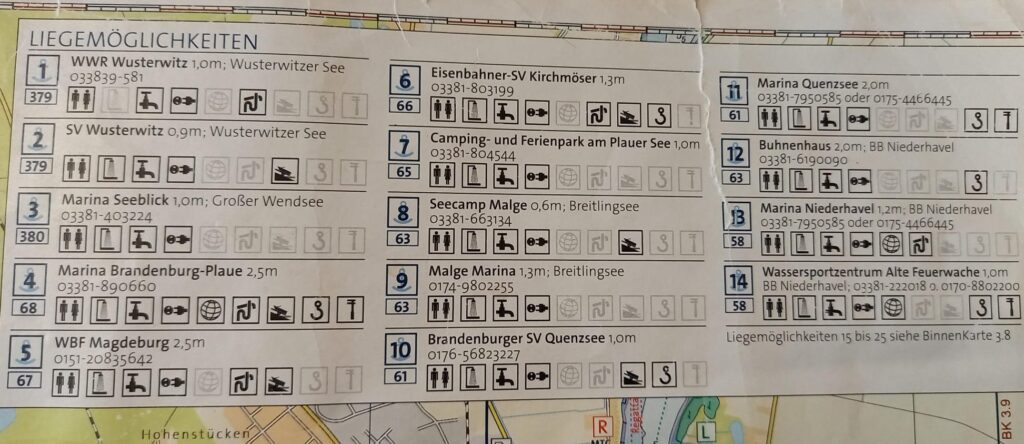 LIEGEMÖGLICHKEITEN
1
WWR Wusterwitz 1,0m; Wusterwitzer See
033839-581
379
2
SV Wusterwitz 0,9m; Wusterwitzer See
379
3
Marina Seeblick 1,0m; Großer Wendsee
03381-403224
380
4
Marina Brandenburg-Plaue 2,5m
03381-890660
68
5
WBF Magdeburg 2,5m
0151-20835642
67
6
Eisenbahner-SV Kirchmöser 1,3m
03381-803199
66
7
Camping- und Ferienpark am Plauer See 1,0m
03381-804544
65
8
Seecamp Malge 0,6m; Breitlingsee
03381-663134
63
9
Malge Marina 1,3m; Breitlingsee
0174-9802255
63
10
Brandenburger SV Quenzsee 1,0m
0176-56823227
61
11
Marina Quenzsee 2,0m
03381-7950585 oder 0175-4466445
61
12
Buhnenhaus 2,0m; BB Niederhavel
03381-6190090
63
13
Marina Niederhavel 1,2m; BB Niederhavel
03381-7950585 oder 0175-4466445
58
14
Wassersportzentrum Alte Feuerwache 1,0m
BB Niederhavel; 03381-222018 o. 0170-8802200
58
Liegemöglichkeiten 15 bis 25 siehe BinnenKarte 3.8
Hohenstücken
R
L
Regatta
BK 3.9